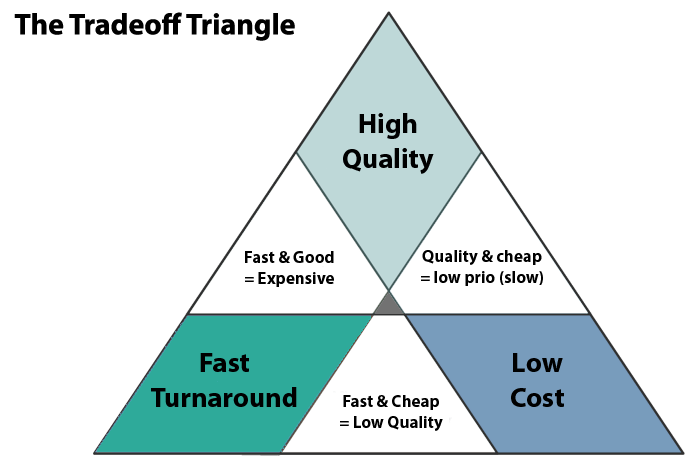 The Tradeoff Triangle
High
Quality
Fast & Good
= Expensive
Quality & cheap
= low prio (slow)
Fast
Turnaround
Fast & Cheap
= Low Quality
Low
Cost